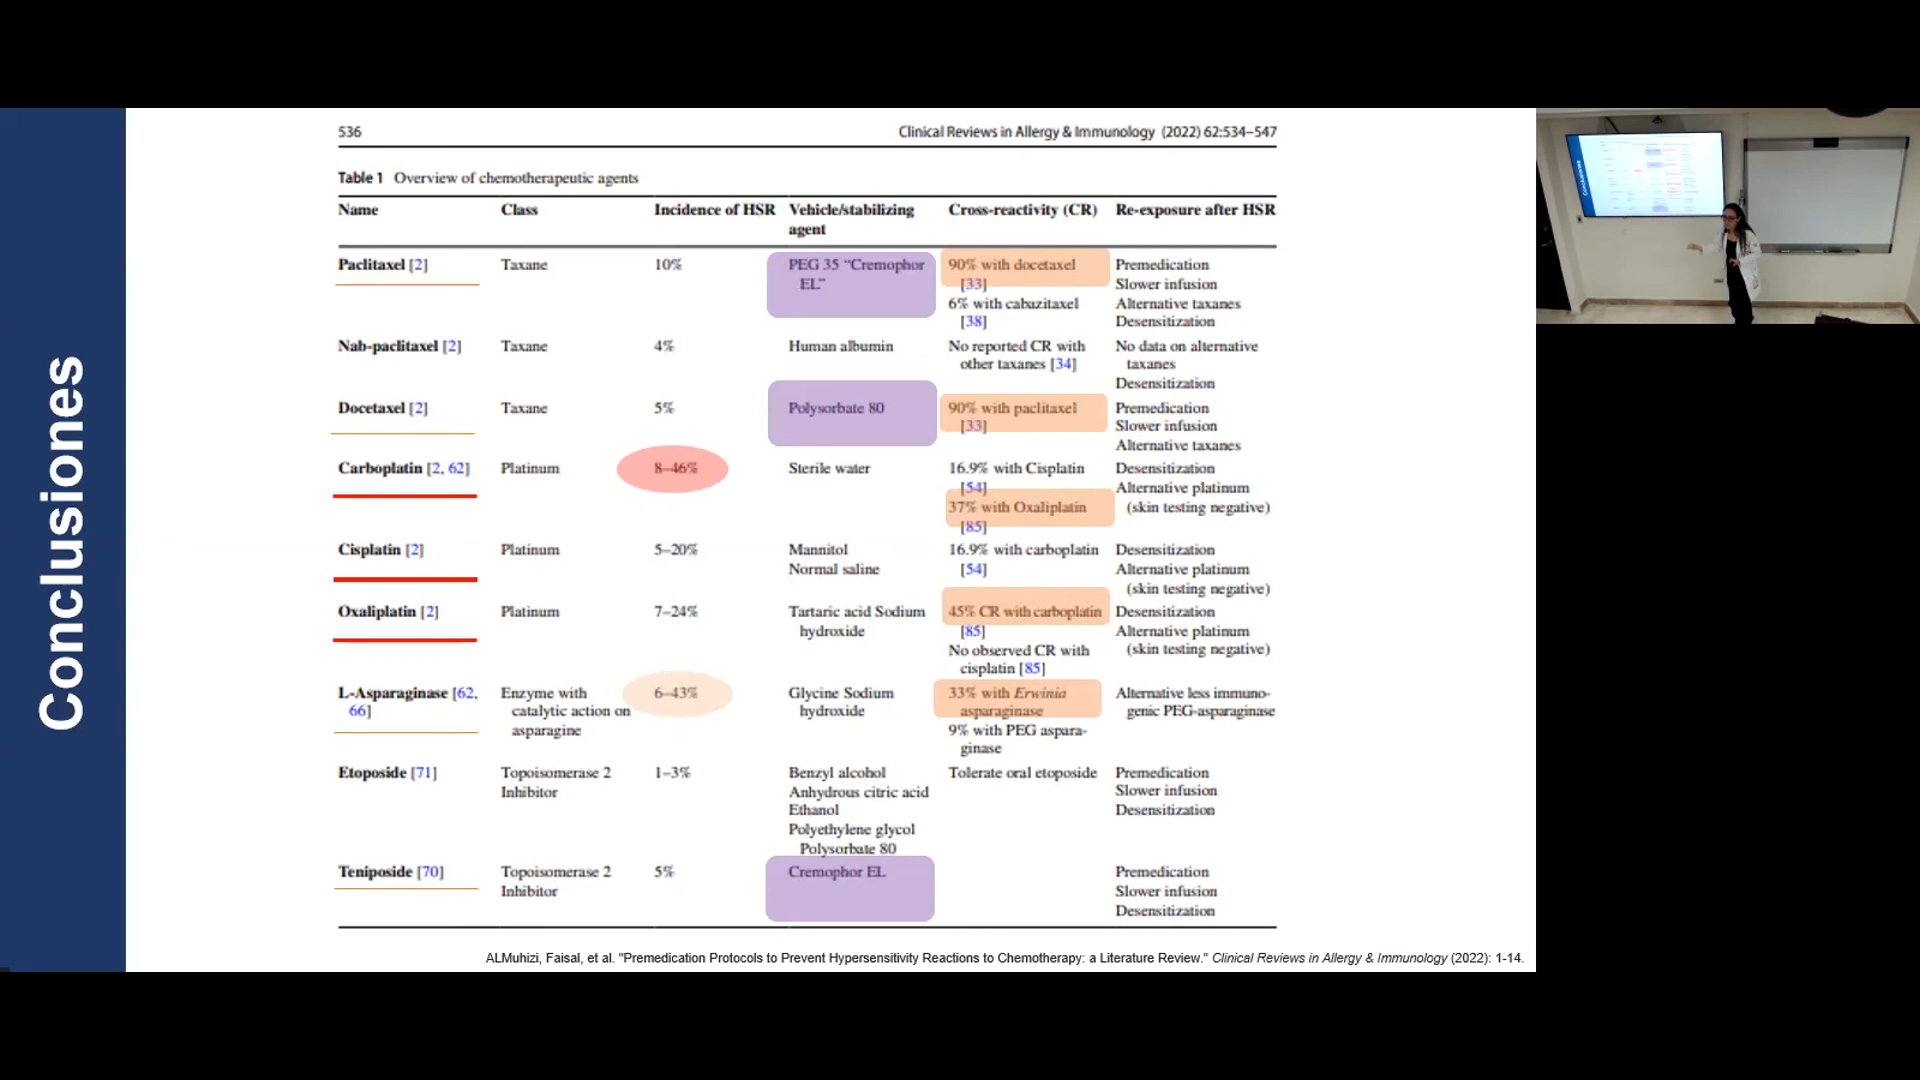 Conclusiones
536 Clinical Reviews in Allergy & Immunology (2022) 62:534–547
Table 1 Overview of chemotherapeutic agents
Name Class Incidence of HSR Vehicle/stabilizing agent Cross-reactivity (CR) Re-exposure after HSR
Paclitaxel [2] Taxane 10% PEG 35 "Cremophor 90% with docetaxel Premedication
EL" [33] Slower infusion
6% with cabazitaxel Alternative taxanes
[38] Desensitization
Nab-paclitaxel [2] Taxane 4% Human albumin No reported CR with No data on alternative
other taxanes [34] taxanes
Desensitization
Docetaxel [2] Taxane 5% Polysorbate 80 90% with paclitaxel Premedication
[33] Slower infusion
Alternative taxanes
Carboplatin [2, 62] Platinum 8–46% Sterile water 16.9% with Cisplatin Desensitization
[54] Alternative platinum
37% with Oxaliplatin (skin testing negative)
[85]
Cisplatin [2] Platinum 5–20% Mannitol 16.9% with carboplatin Desensitization
Normal saline [54] Alternative platinum
(skin testing negative)
Oxaliplatin [2] Platinum 7–24% Tartaric acid Sodium 45% CR with carboplatin Desensitization
hydroxide [85] Alternative platinum
No observed CR with (skin testing negative)
cisplatin [85]
L-Asparaginase [62, Enzyme with 6–43% Glycine Sodium 33% with Erwinia Alternative less immuno-
66] catalytic action on hydroxide asparaginase genic PEG-asparaginase
asparagine 9% with PEG aspara-
ginase
Etoposide [71] Topoisomerase 2 1–3% Benzyl alcohol Tolerate oral etoposide Premedication
Inhibitor Anhydrous citric acid Slower infusion
Ethanol Desensitization
Polyethylene glycol
Polysorbate 80
Teniposide [70] Topoisomerase 2 5% Cremophor EL Premedication
Inhibitor Slower infusion
Desensitization
ALMuhizi, Faisal, et al. "Premedication Protocols to Prevent Hypersensitivity Reactions to Chemotherapy: a Literature Review." Clinical Reviews in Allergy & Immunology (2022): 1-14.
Conclusiones